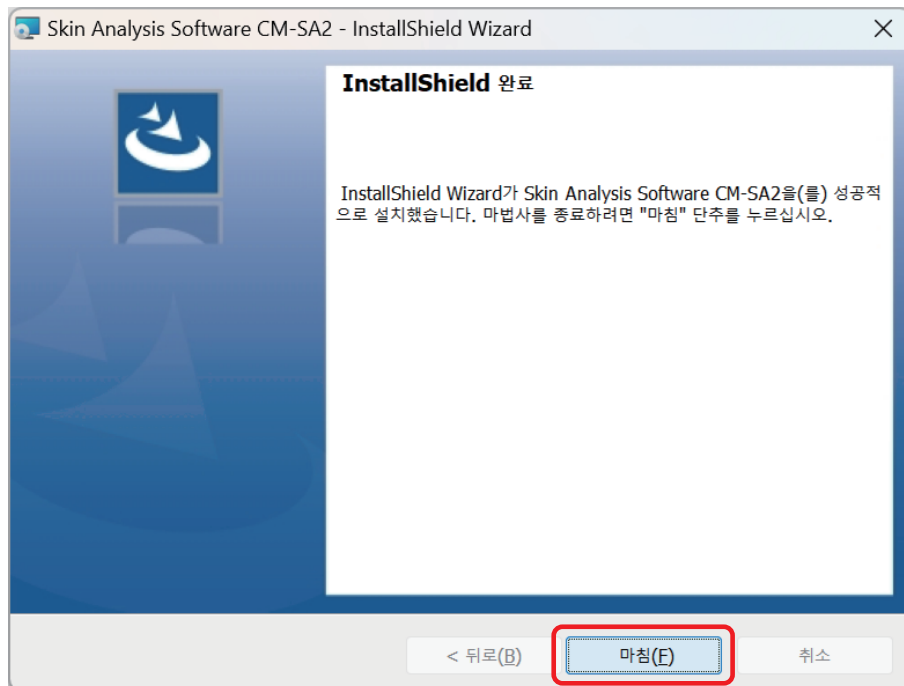 Skin Analysis Software CM-SA2 - InstallShield Wizard
InstallShield 완료
InstallShield Wizard가 Skin Analysis Software CM-SA2을(를) 성공적
으로 설치했습니다. 마법사를 종료하려면 "마침" 단추를 누르십시오.
< 뒤로(B)
마침(F)
취소